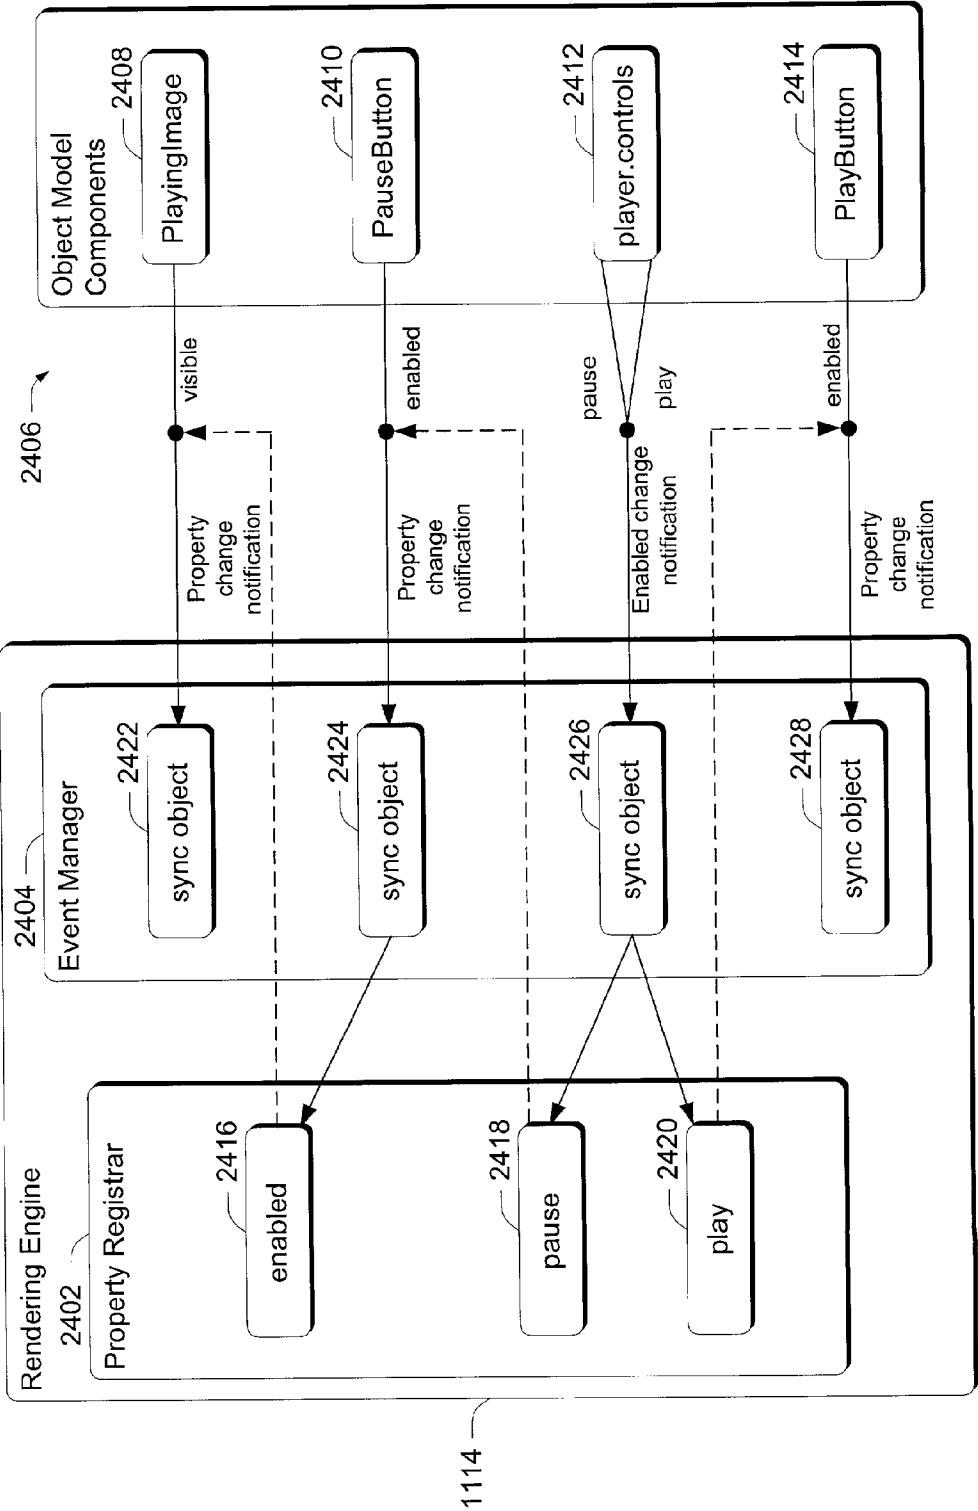 Rendering Engine
1114
2402
Property Registrar
2416
enabled
2418
pause
2420
play
2404
Event Manager
2422
sync object
2424
sync object
2426
sync object
2428
sync object
2406
Property
change
notification
visible
Property
change
notification
enabled
Enabled change
notification
pause
play
Property
change
notification
enabled
Object Model
Components
2408
PlayingImage
2410
PauseButton
2412
player.controls
2414
PlayButton